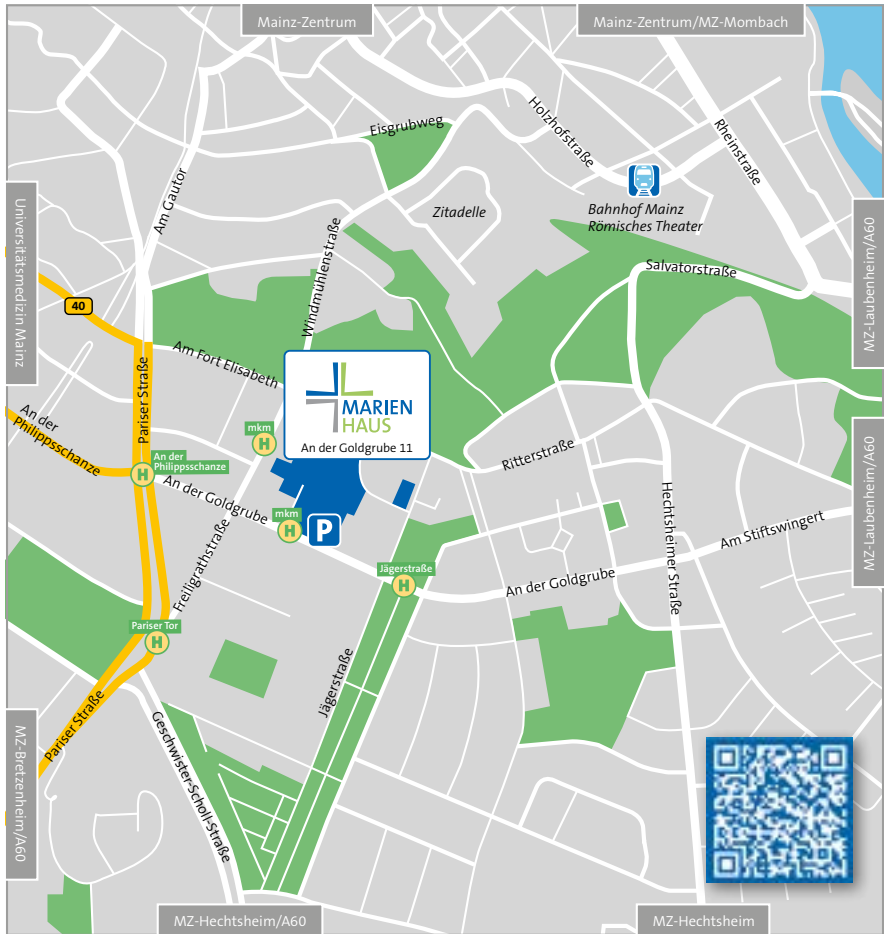 Mainz-Zentrum
Mainz-Zentrum/MZ-Mombach
Holzhofstraße
Rheinstraße
Eisgrubweg
Am Gautor
Zitadelle
Bahnhof Mainz
Römisches Theater
Universitätsmedizin Mainz
MZ-Laubenheim/A60
Salvatorstraße
Windmühlenstraße
40
Am Fort Elisabeth
Pariser Straße
MARIEN
HAUS
An der Goldgrube 11
An der
Philippsschanze
mkm
H
An der
Philippsschanze
H
Ritterstraße
MZ-Laubenheim/A60
An der Goldgrube
mkm
H
P
Hechtsheimer Straße
Am Stiftswingert
Freiligrathstraße
Jägerstraße
H
An der Goldgrube
Pariser Tor
H
Jägerstraße
Pariser Straße
Geschwister-Scholl-Straße
MZ-Bretzenheim/A60
MZ-Hechtsheim/A60
MZ-Hechtsheim